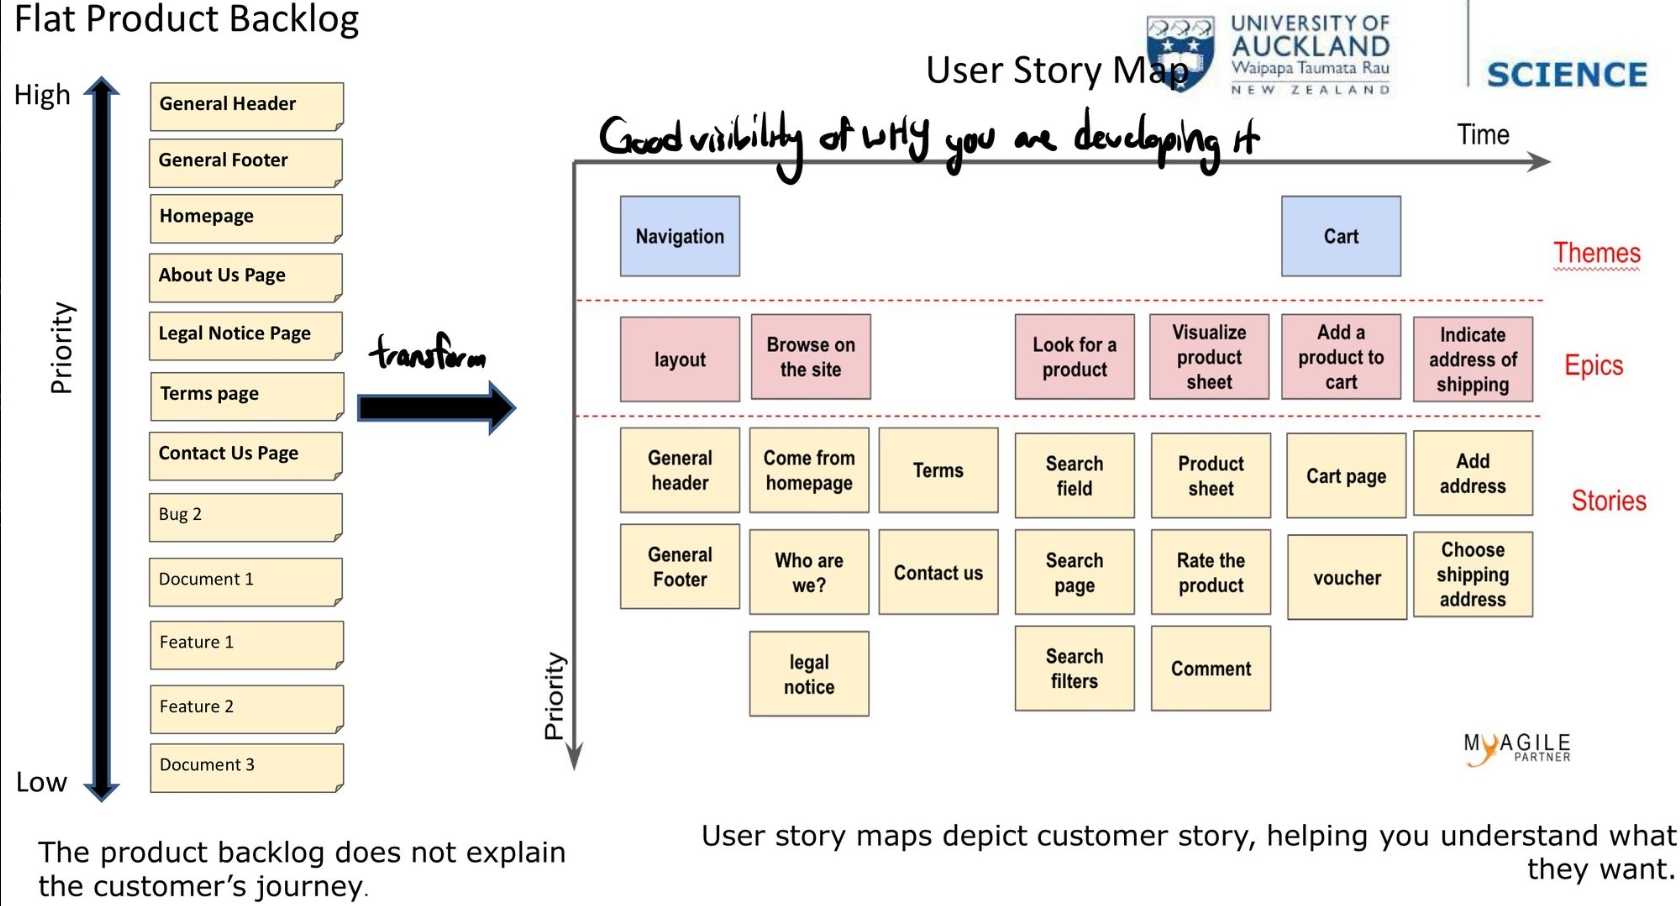 Flat Product Backlog
High
Priority
Low
General Header
General Footer
Homepage
About Us Page
Legal Notice Page
Terms page
Contact Us Page
Bug 2
Document 1
Feature 1
Feature 2
Document 3
The product backlog does not explain
the customer's journey.
transform
User Story Map
UNIVERSITY OF
AUCKLAND
Waipapa Taumata Rau
NEW ZEALAND
SCIENCE
Good visibility of why you are developing it
Time
Priority
Navigation
Cart
Themes
layout
Browse on
the site
Look for a
product
Visualize
product
sheet
Add a
product to
cart
Indicate
address of
shipping
Epics
General
header
Come from
homepage
Terms
Search
field
Product
sheet
Cart page
Add
address
Stories
General
Footer
Who are
we?
Contact us
Search
page
Rate the
product
voucher
Choose
shipping
address
legal
notice
Search
filters
Comment
MYAGILE
PARTNER
User story maps depict customer story, helping you understand what
they want.